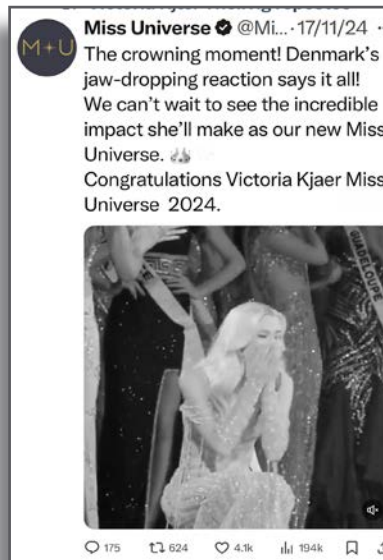 Miss Universe @Mi... · 17/11/24
M+U
The crowning moment! Denmark's
jaw-dropping reaction says it all!
We can't wait to see the incredible
impact she'll make as our new Miss
Universe.
Congratulations Victoria Kjaer Miss
Universe 2024.
GUADELOUPE
175 624 4.1k 194k